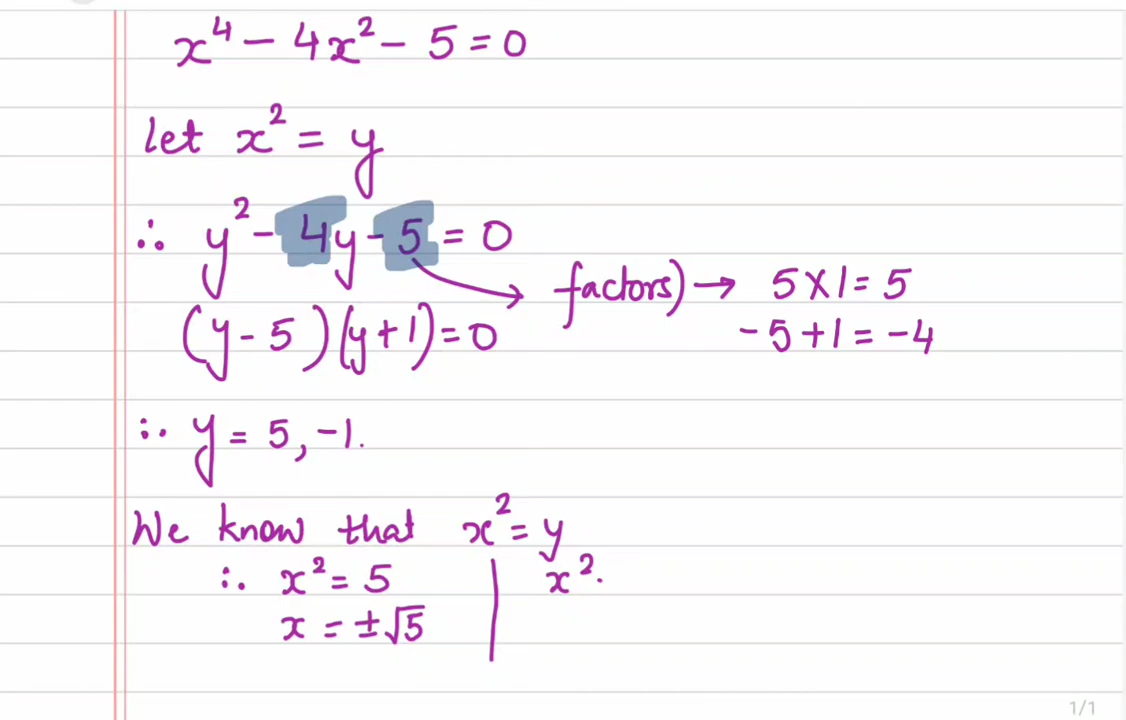 x⁴ - 4x² - 5 = 0
let x² = y
∴ y² - 4y - 5 = 0
factors) → 5 × 1 = 5
(y - 5)(y + 1) = 0
- 5 + 1 = - 4
∴ y = 5, -1.
We know that x² = y
∴ x² = 5
x².
x = ±√5
1/1